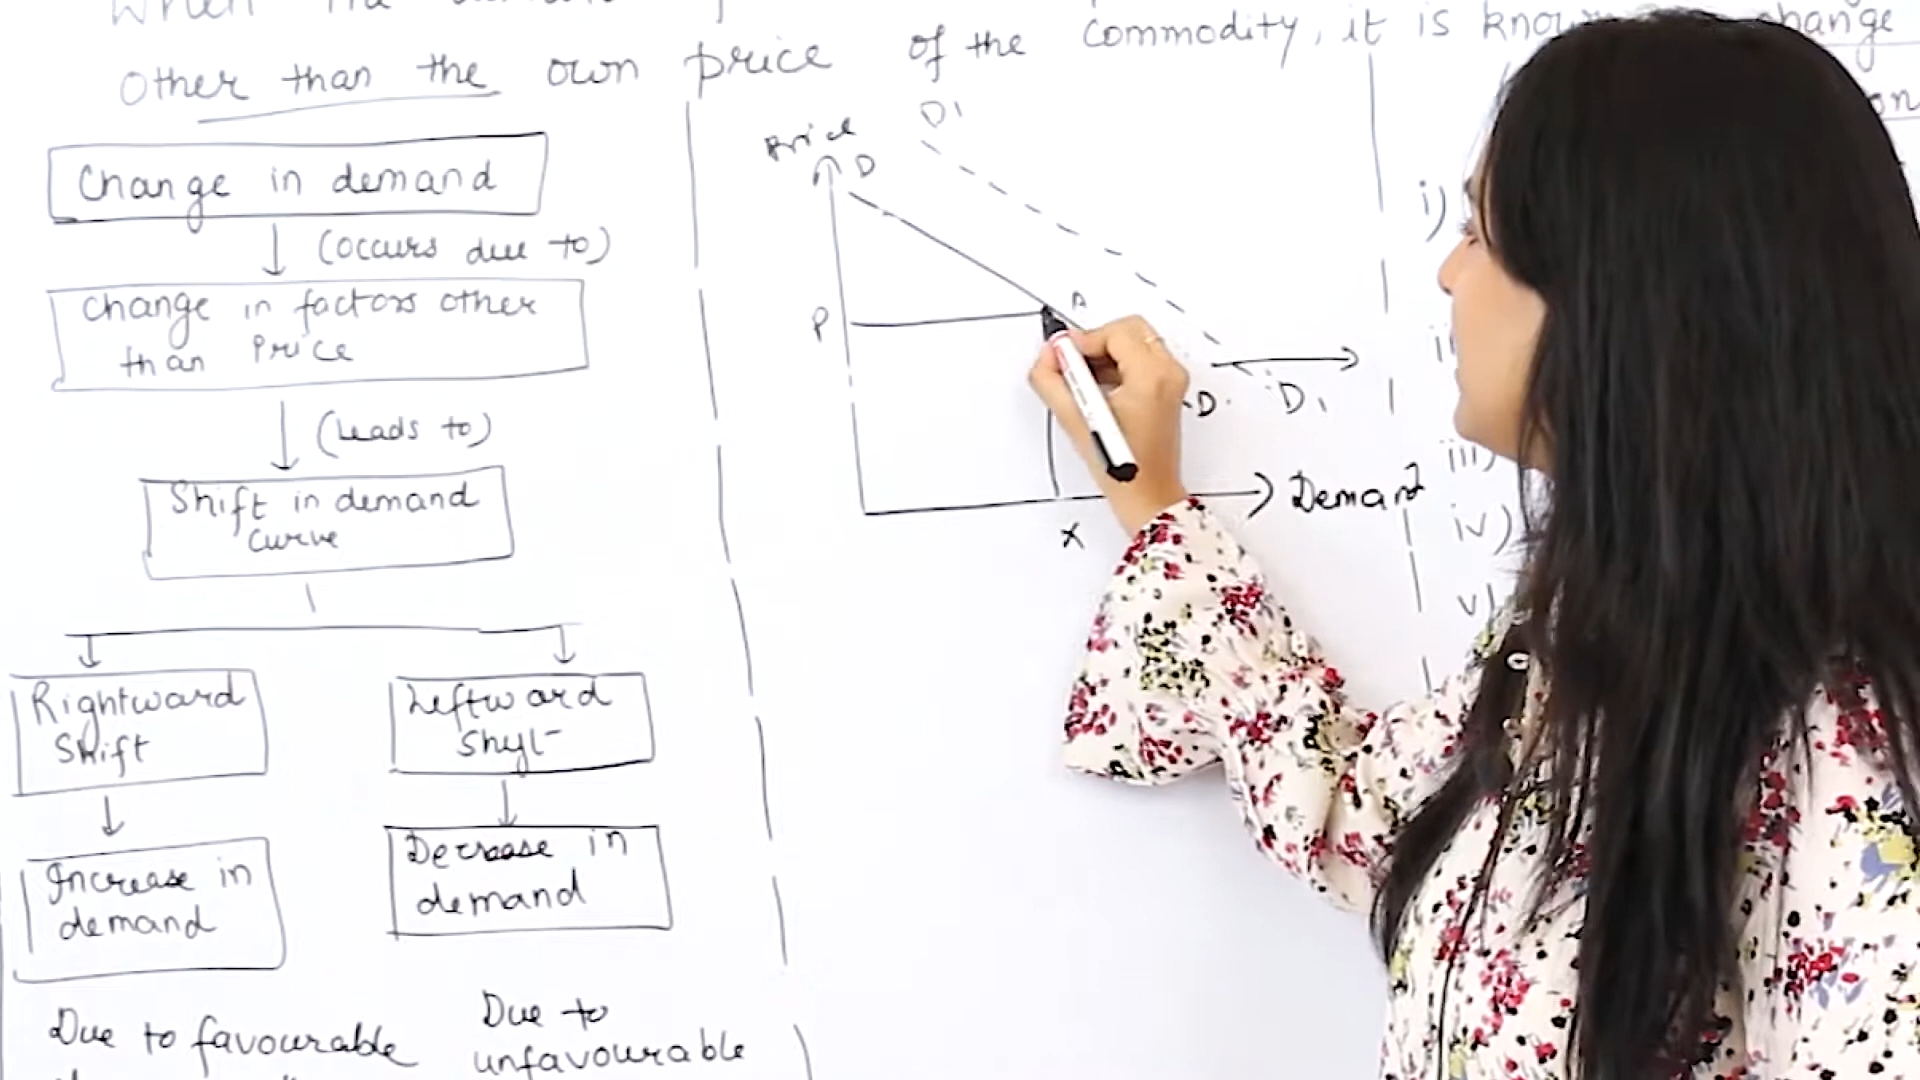 of the commodity, it is change
Other than the own price
Change in demand
(occurs due to)
Change in factors other
than Price
(leads to)
Shift in demand
Curve
Rightward
Shift
Leftward
Shift
Increase in
demand
Decrease in
demand
Due to favourable
Due to
unfavourable
Price
D1
D
P
A
D
D1
X
Demand
i)
iii)
iv)
v)